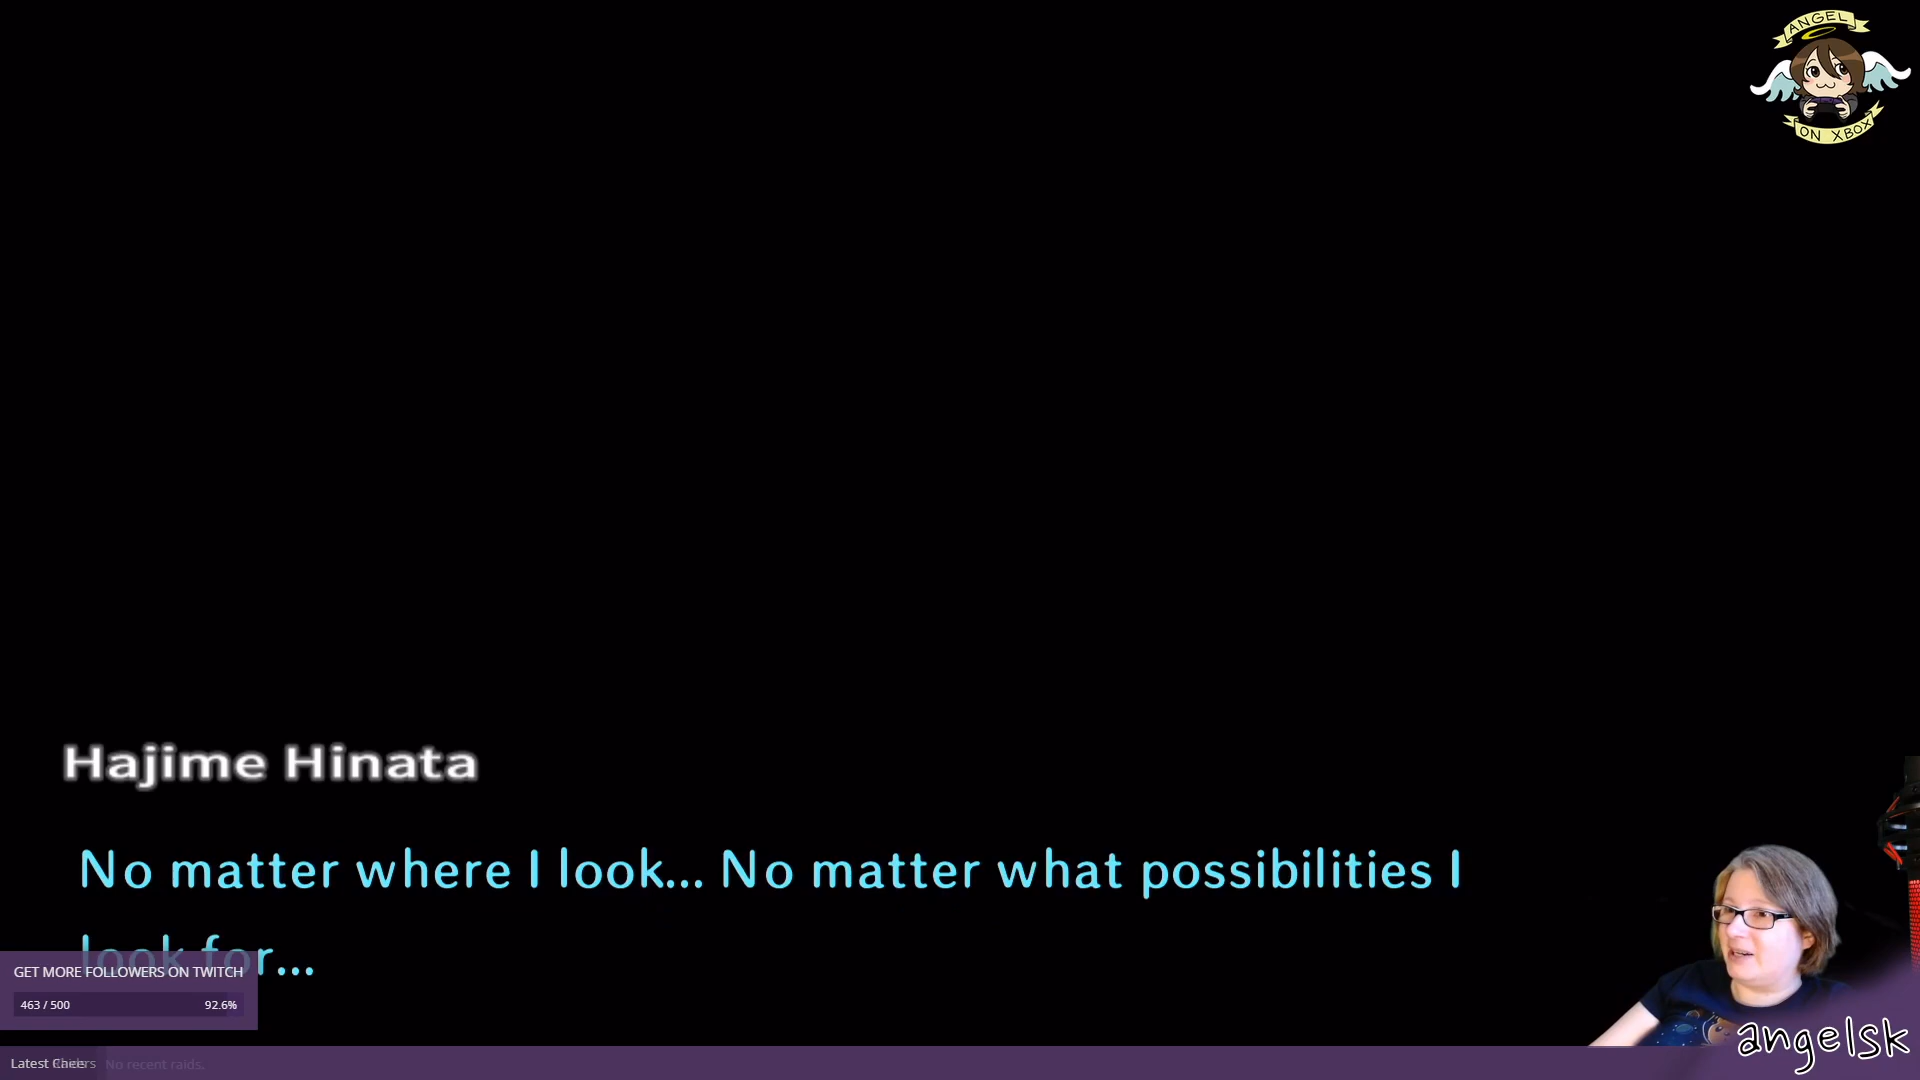 ANGEL
ON XBOX
Hajime Hinata
No matter where I look... No matter what possibilities I
look for...
GET MORE FOLLOWERS ON TWITCH
463 / 500 92.6%
Latest
No recent raids.
angelsk